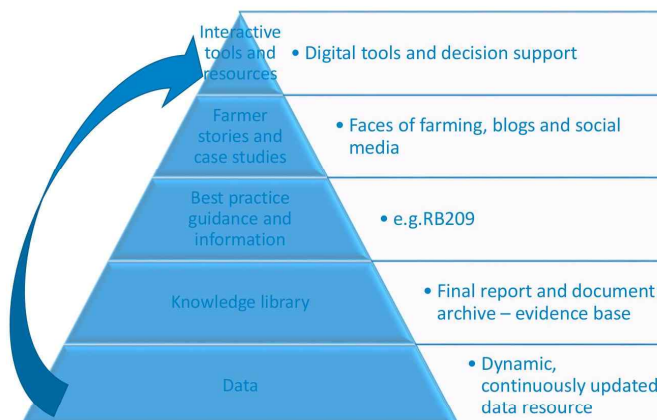 Interactive
tools and
resources
• Digital tools and decision support
Farmer
stories and
case studies
• Faces of farming, blogs and social
media
Best practice
guidance and
information
• e.g.RB209
Knowledge library
• Final report and document
archive – evidence base
Data
• Dynamic,
continuously updated
data resource